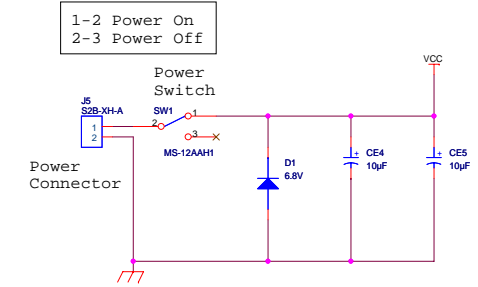 1-2 Power On
2-3 Power Off
VCC
Power
Switch
J5
S2B-XH-A
SW1
1
2
3
1
2
MS-12AAH1
Power
Connector
D1
6.8V
+
CE4
10µF
+
CE5
10µF